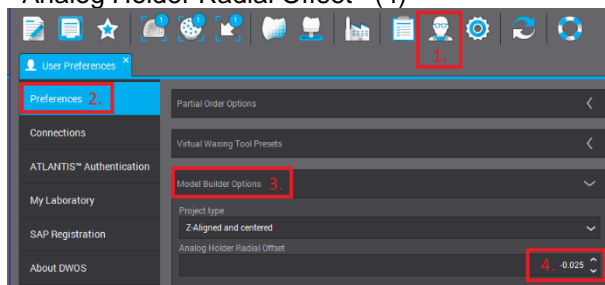 Analog Holder Radial Offset (4)
1.
User Preferences ×
Preferences 2.
Partial Order Options
Connections
Virtual Waxing Tool Presets
ATLANTIS™ Authentication
Model Builder Options 3.
My Laboratory
Project type
Z-Aligned and centered
SAP Registration
Analog Holder Radial Offset
4. -0.025
About DWOS